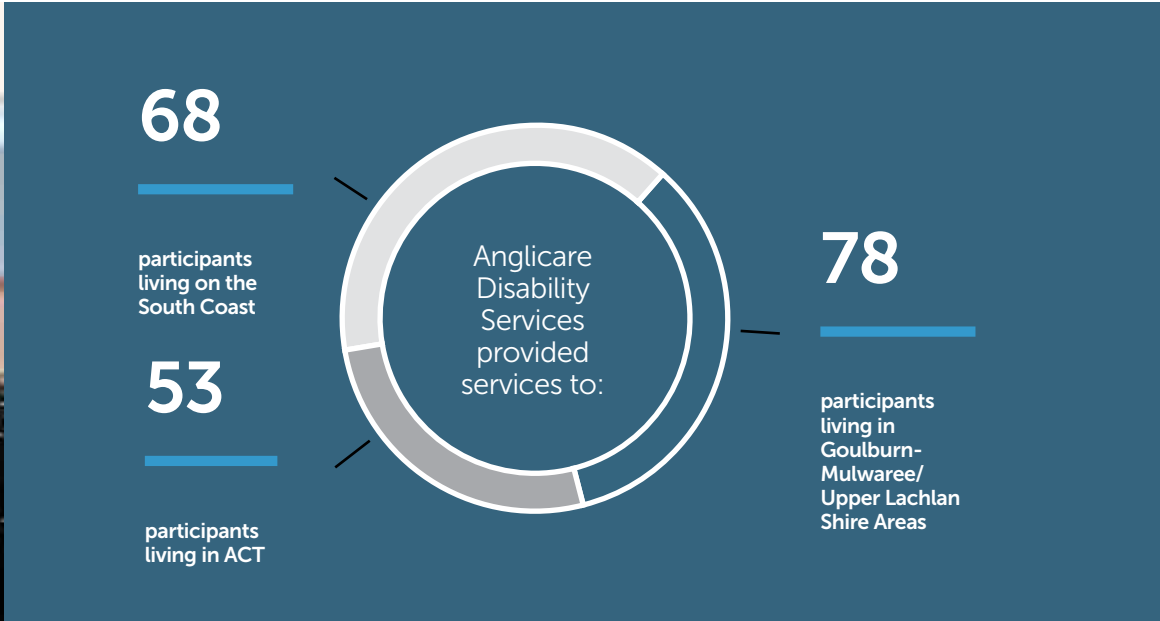 68
participants
living on the
South Coast
53
participants
living in ACT
Anglicare
Disability
Services
provided
services to:
78
participants
living in
Goulburn-
Mulwaree/
Upper Lachlan
Shire Areas